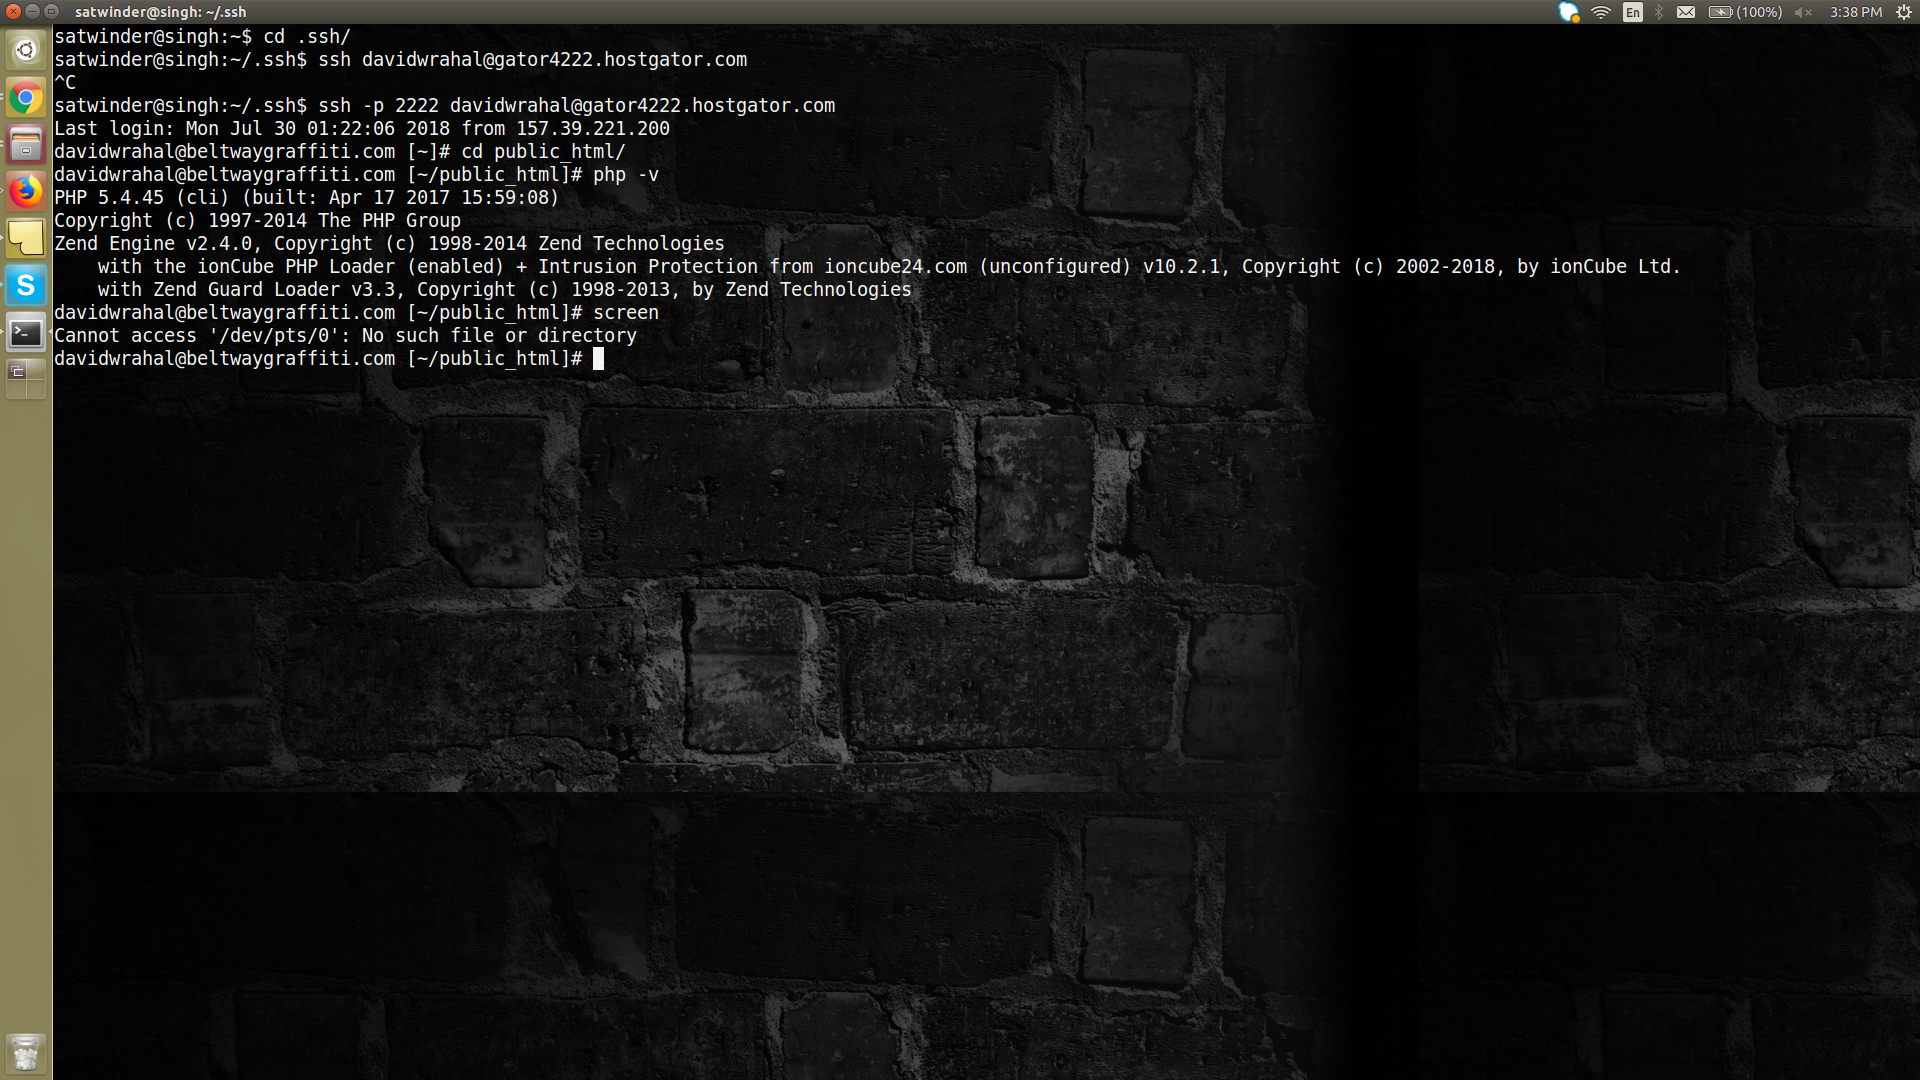 satwinder@singh: ~/.ssh
En
(100%)
3:38 PM
satwinder@singh:~$ cd .ssh/
satwinder@singh:~/.ssh$ ssh davidwrahal@gator4222.hostgator.com
^C
satwinder@singh:~/.ssh$ ssh -p 2222 davidwrahal@gator4222.hostgator.com
Last login: Mon Jul 30 01:22:06 2018 from 157.39.221.200
davidwrahal@beltwaygraffiti.com [~]# cd public_html/
davidwrahal@beltwaygraffiti.com [~/public_html]# php -v
PHP 5.4.45 (cli) (built: Apr 17 2017 15:59:08)
Copyright (c) 1997-2014 The PHP Group
Zend Engine v2.4.0, Copyright (c) 1998-2014 Zend Technologies
    with the ionCube PHP Loader (enabled) + Intrusion Protection from ioncube24.com (unconfigured) v10.2.1, Copyright (c) 2002-2018, by ionCube Ltd.
    with Zend Guard Loader v3.3, Copyright (c) 1998-2013, by Zend Technologies
davidwrahal@beltwaygraffiti.com [~/public_html]# screen
Cannot access '/dev/pts/0': No such file or directory
davidwrahal@beltwaygraffiti.com [~/public_html]#